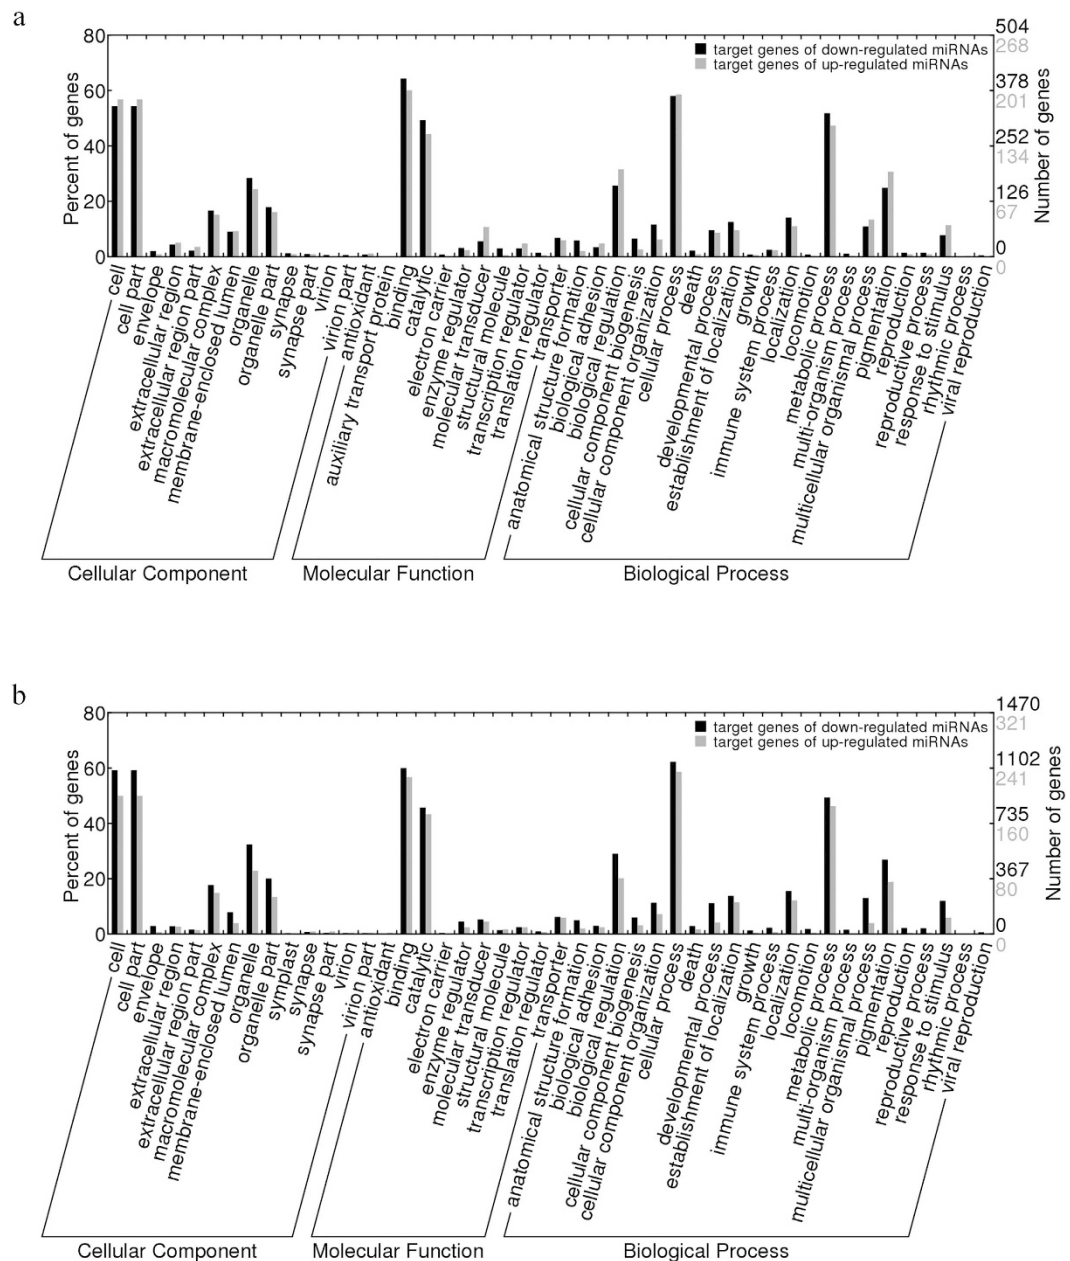 a
80
60
40
20
0
Percent of genes
504
268
378
201
252
134
126
67
0
0
Number of genes
target genes of down-regulated miRNAs
target genes of up-regulated miRNAs
cell
cell part
envelope
extracellular region
extracellular region part
macromolecular complex
membrane-enclosed lumen
organelle
organelle part
synapse
synapse part
virion
virion part
antioxidant
auxiliary transport protein
binding
catalytic
electron carrier
enzyme regulator
molecular transducer
structural molecule
transcription regulator
translation regulator
transporter
anatomical structure formation
biological adhesion
biological regulation
cellular component biogenesis
cellular component organization
cellular process
death
developmental process
establishment of localization
growth
immune system process
localization
locomotion
metabolic process
multi-organism process
multicellular organismal process
pigmentation
reproduction
reproductive process
response to stimulus
rhythmic process
viral reproduction
Cellular Component
Molecular Function
Biological Process
b
80
60
40
20
0
Percent of genes
1470
321
1102
241
735
160
367
80
0
0
Number of genes
target genes of down-regulated miRNAs
target genes of up-regulated miRNAs
cell
cell part
envelope
extracellular region
extracellular region part
macromolecular complex
membrane-enclosed lumen
organelle
organelle part
symplast
synapse
synapse part
virion
virion part
antioxidant
binding
catalytic
electron carrier
enzyme regulator
molecular transducer
structural molecule
transcription regulator
translation regulator
transporter
anatomical structure formation
biological adhesion
biological regulation
cellular component biogenesis
cellular component organization
cellular process
death
developmental process
establishment of localization
growth
immune system process
localization
locomotion
metabolic process
multi-organism process
multicellular organismal process
pigmentation
reproduction
reproductive process
response to stimulus
rhythmic process
viral reproduction
Cellular Component
Molecular Function
Biological Process